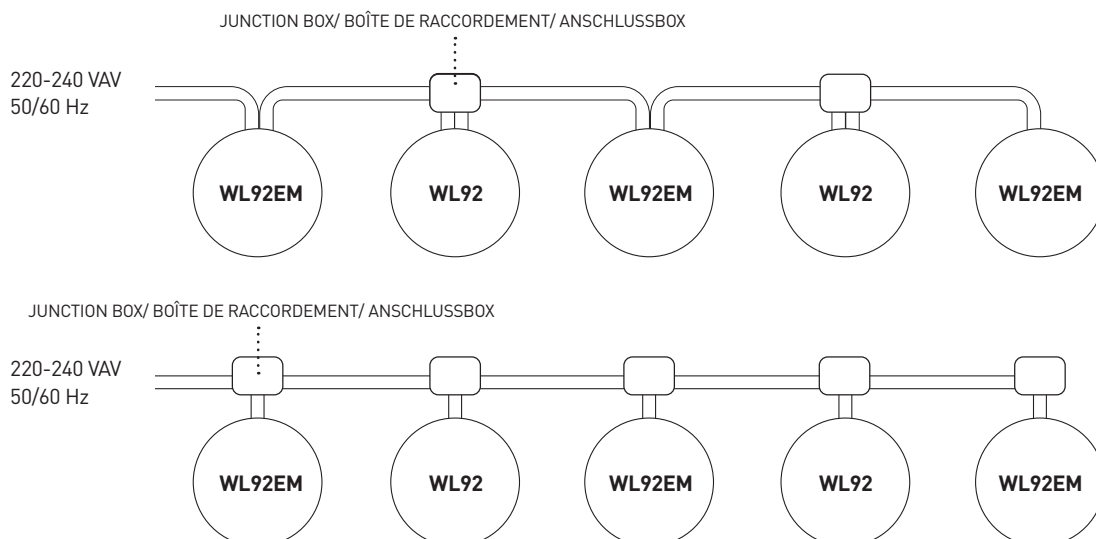 JUNCTION BOX/ BOÎTE DE RACCORDEMENT/ ANSCHLUSSBOX
220-240 VAV
50/60 Hz
WL92EM WL92 WL92EM WL92 WL92EM
JUNCTION BOX/ BOÎTE DE RACCORDEMENT/ ANSCHLUSSBOX
220-240 VAV
50/60 Hz
WL92EM WL92 WL92EM WL92 WL92EM